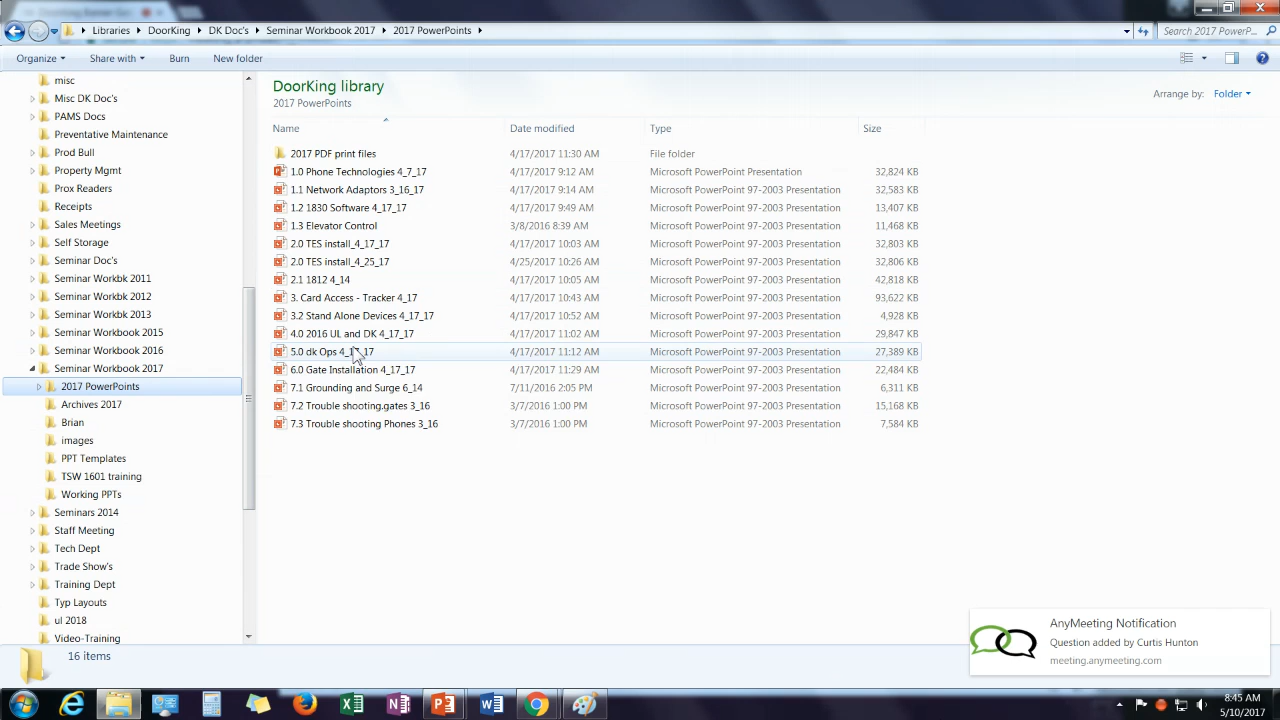 Libraries ▸ DoorKing ▸ DK Doc's ▸ Seminar Workbook 2017 ▸ 2017 PowerPoints ▸
Search 2017 PowerP...
Organize Share with Burn New folder
misc
Misc DK Doc's
PAMS Docs
Preventative Maintenance
Prod Bull
Property Mgmt
Prox Readers
Receipts
Sales Meetings
Self Storage
Seminar Doc's
Seminar Workbk 2011
Seminar Workbk 2012
Seminar Workbk 2013
Seminar Workbook 2015
Seminar Workbook 2016
Seminar Workbook 2017
2017 PowerPoints
Archives 2017
Brian
images
PPT Templates
TSW 1601 training
Working PPTs
Seminars 2014
Staff Meeting
Tech Dept
Trade Show's
Training Dept
Typ Layouts
ul 2018
Video-Training
DoorKing library
2017 PowerPoints
Arrange by: Folder
Name Date modified Type Size
2017 PDF print files 4/17/2017 11:30 AM File folder
1.0 Phone Technologies 4_7_17 4/17/2017 9:12 AM Microsoft PowerPoint Presentation 32,824 KB
1.1 Network Adaptors 3_16_17 4/17/2017 9:14 AM Microsoft PowerPoint 97-2003 Presentation 32,583 KB
1.2 1830 Software 4_17_17 4/17/2017 9:49 AM Microsoft PowerPoint 97-2003 Presentation 13,407 KB
1.3 Elevator Control 3/8/2016 8:39 AM Microsoft PowerPoint 97-2003 Presentation 11,468 KB
2.0 TES install_4_17_17 4/17/2017 10:03 AM Microsoft PowerPoint 97-2003 Presentation 32,803 KB
2.0 TES install_4_25_17 4/25/2017 10:26 AM Microsoft PowerPoint 97-2003 Presentation 32,806 KB
2.1 1812 4_14 4/17/2017 10:05 AM Microsoft PowerPoint 97-2003 Presentation 42,818 KB
3. Card Access - Tracker 4_17 4/17/2017 10:43 AM Microsoft PowerPoint 97-2003 Presentation 93,622 KB
3.2 Stand Alone Devices 4_17_17 4/17/2017 10:52 AM Microsoft PowerPoint 97-2003 Presentation 4,928 KB
4.0 2016 UL and DK 4_17_17 4/17/2017 11:02 AM Microsoft PowerPoint 97-2003 Presentation 29,847 KB
5.0 dk Ops 4/17/2017 11:12 AM Microsoft PowerPoint 97-2003 Presentation 27,389 KB
6.0 Gate Installation 4_17_17 4/17/2017 11:29 AM Microsoft PowerPoint 97-2003 Presentation 22,484 KB
7.1 Grounding and Surge 6_14 7/11/2016 2:05 PM Microsoft PowerPoint 97-2003 Presentation 6,311 KB
7.2 Trouble shooting.gates 3_16 3/7/2016 1:00 PM Microsoft PowerPoint 97-2003 Presentation 15,168 KB
7.3 Trouble shooting Phones 3_16 3/7/2016 1:00 PM Microsoft PowerPoint 97-2003 Presentation 7,584 KB
AnyMeeting Notification
Question added by Curtis Hunton
meeting.anymeeting.com
16 items
8:45 AM
5/10/2017